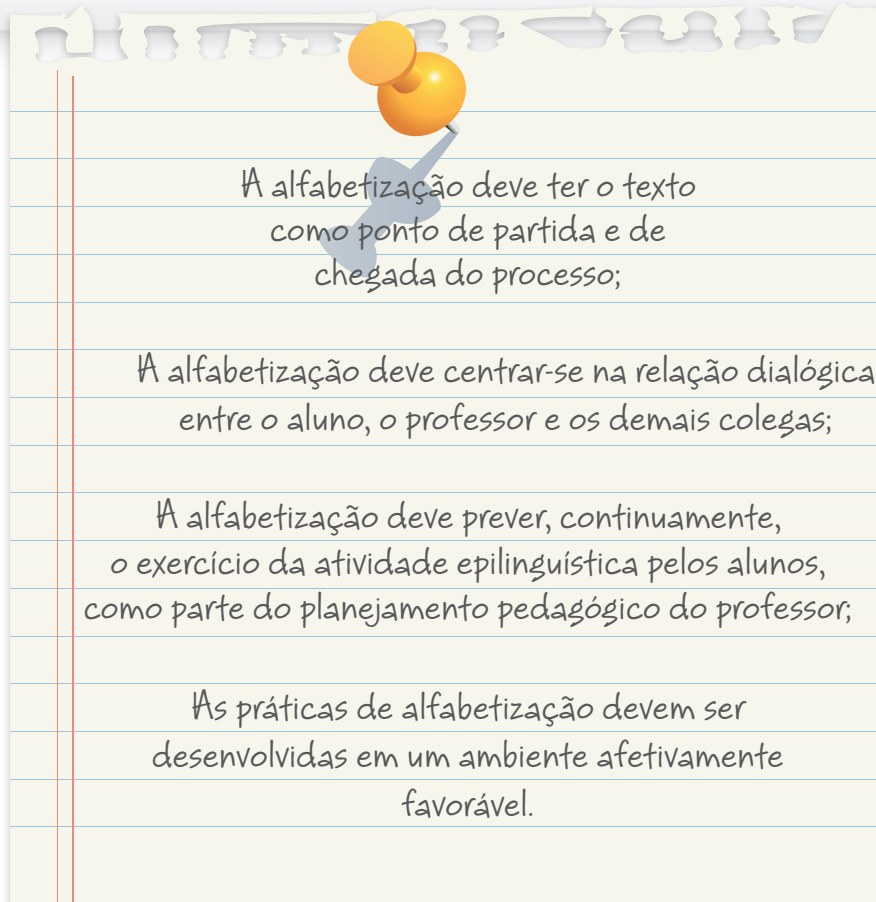 A alfabetização deve ter o texto
como ponto de partida e de
chegada do processo;
A alfabetização deve centrar-se na relação dialógica
entre o aluno, o professor e os demais colegas;
A alfabetização deve prever, continuamente,
o exercício da atividade epilinguística pelos alunos,
como parte do planejamento pedagógico do professor;
As práticas de alfabetização devem ser
desenvolvidas em um ambiente afetivamente
favorável.